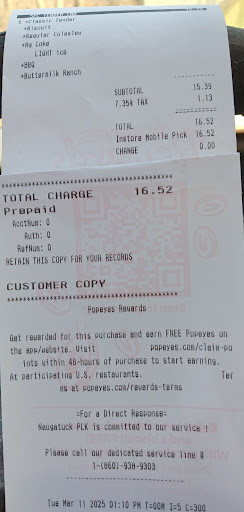 5 *Classic Tender
*Biscuit
*Regular Coleslaw
*Rg Coke
LIGHT ice
*BBQ
*Buttermilk Ranch
SUBTOTAL 15.39
7.35% TAX 1.13
TOTAL 16.52
Instore Mobile Pick 16.52
CHANGE 0.00
TOTAL CHARGE 16.52
Prepaid
AcctNum: 0
Auth: 0
RefNum: 0
RETAIN THIS COPY FOR YOUR RECORDS
CUSTOMER COPY
Popeyes Rewards
Get rewarded for this purchase and earn FREE Popeyes on
the app/website. Visit popeyes.com/claim-po
ints within 48-hours of purchase to start earning.
At participating U.S. restaurants. Ter
ms at popeyes.com/rewards-terms
=For a Direct Response=
Naugatuck PLK is committed to our service !
Please call our dedicated service line @
1-(860)-938-9303
Tue Mar 11 2025 01:10 PM T=OOM I=5 C=300